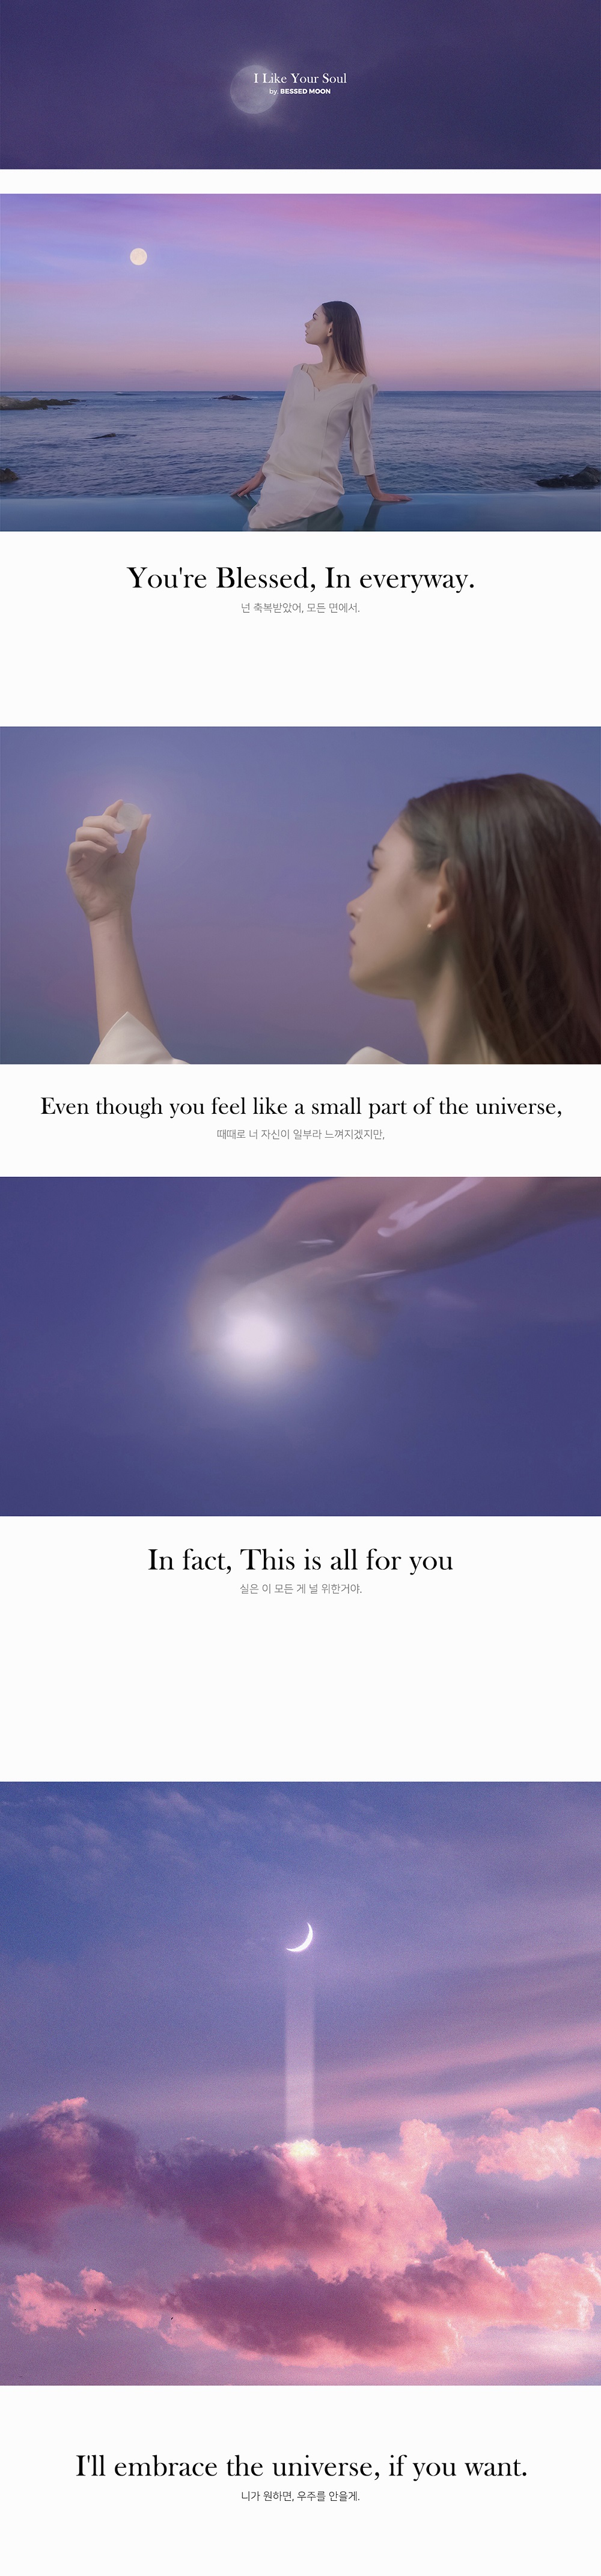 I Like Your Soul
by. BESSED MOON
You're Blessed, In everyway.
넌 축복받았어, 모든 면에서.
Even though you feel like a small part of the universe,
때때로 너 자신이 일부라 느껴지겠지만,
In fact, This is all for you
실은 이 모든 게 널 위한거야.
I'll embrace the universe, if you want.
니가 원하면, 우주를 안을게.